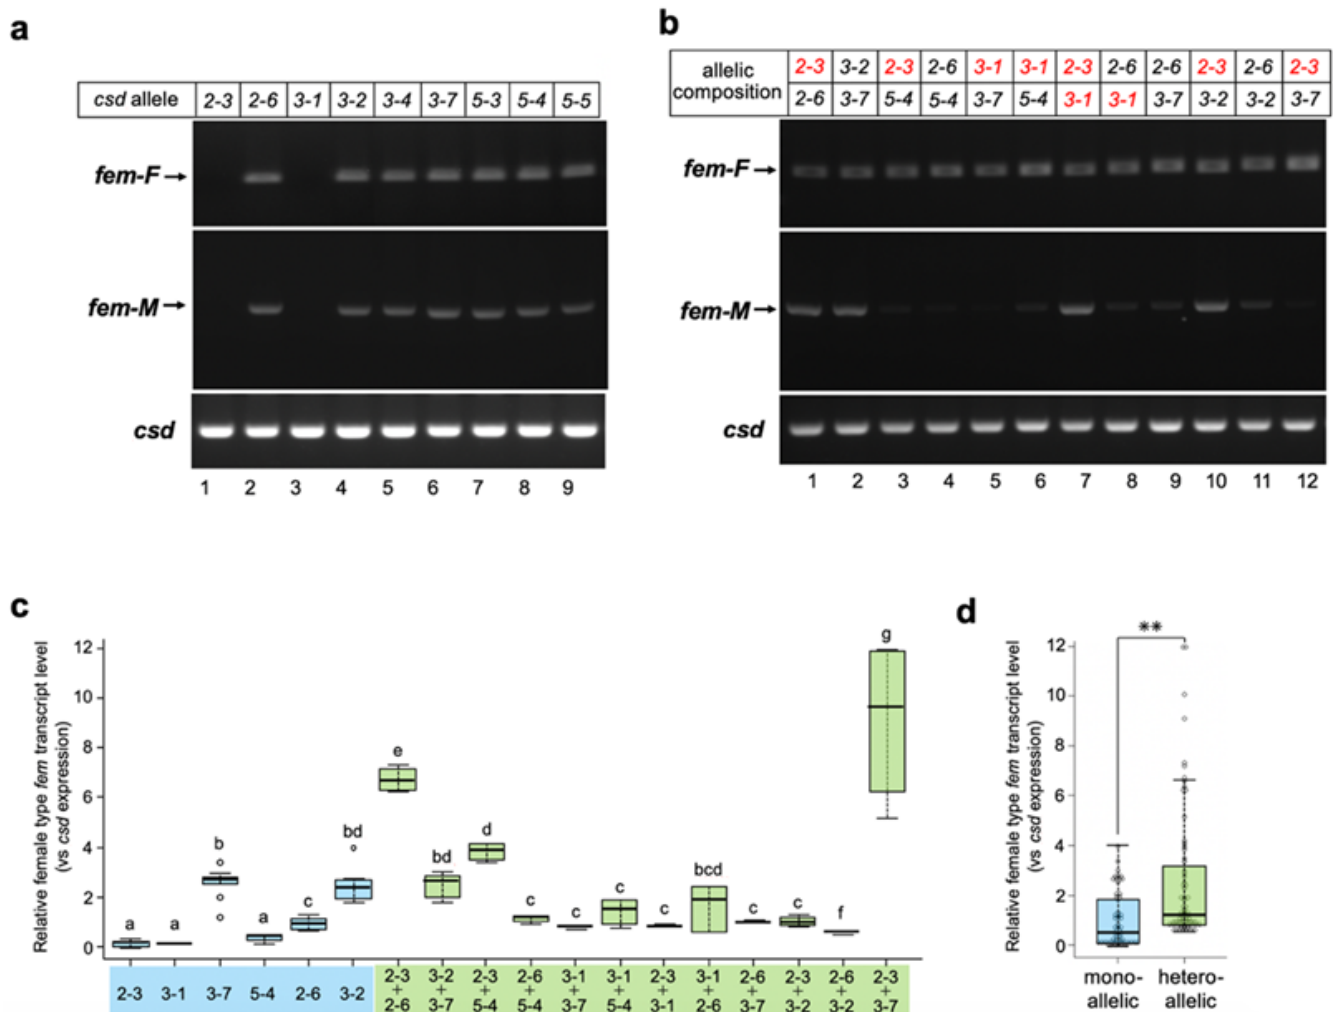 a
csd allele 2-3 2-6 3-1 3-2 3-4 3-7 5-3 5-4 5-5
fem-F
fem-M
csd
1 2 3 4 5 6 7 8 9
b
allelic composition
2-3 3-2 2-3 2-6 3-1 3-1 2-3 2-6 2-6 2-3 2-6 2-3
2-6 3-7 5-4 5-4 3-7 5-4 3-1 3-1 3-7 3-2 3-2 3-7
fem-F
fem-M
csd
1 2 3 4 5 6 7 8 9 10 11 12
c
Relative female type fem transcript level
(vs csd expression)
12
10
8
6
4
2
0
a a b a c bd e bd d c c c c bcd c c f g
2-3 3-1 3-7 5-4 2-6 3-2
2-3 3-2 2-3 2-6 3-1 3-1 2-3 3-1 2-6 2-3 2-6 2-3
+ + + + + + + + + + + +
2-6 3-7 5-4 5-4 3-7 5-4 3-1 2-6 3-7 3-2 3-2 3-7
d
Relative female type fem transcript level
(vs csd expression)
12
10
8
6
4
2
0
**
mono-
allelic
hetero-
allelic